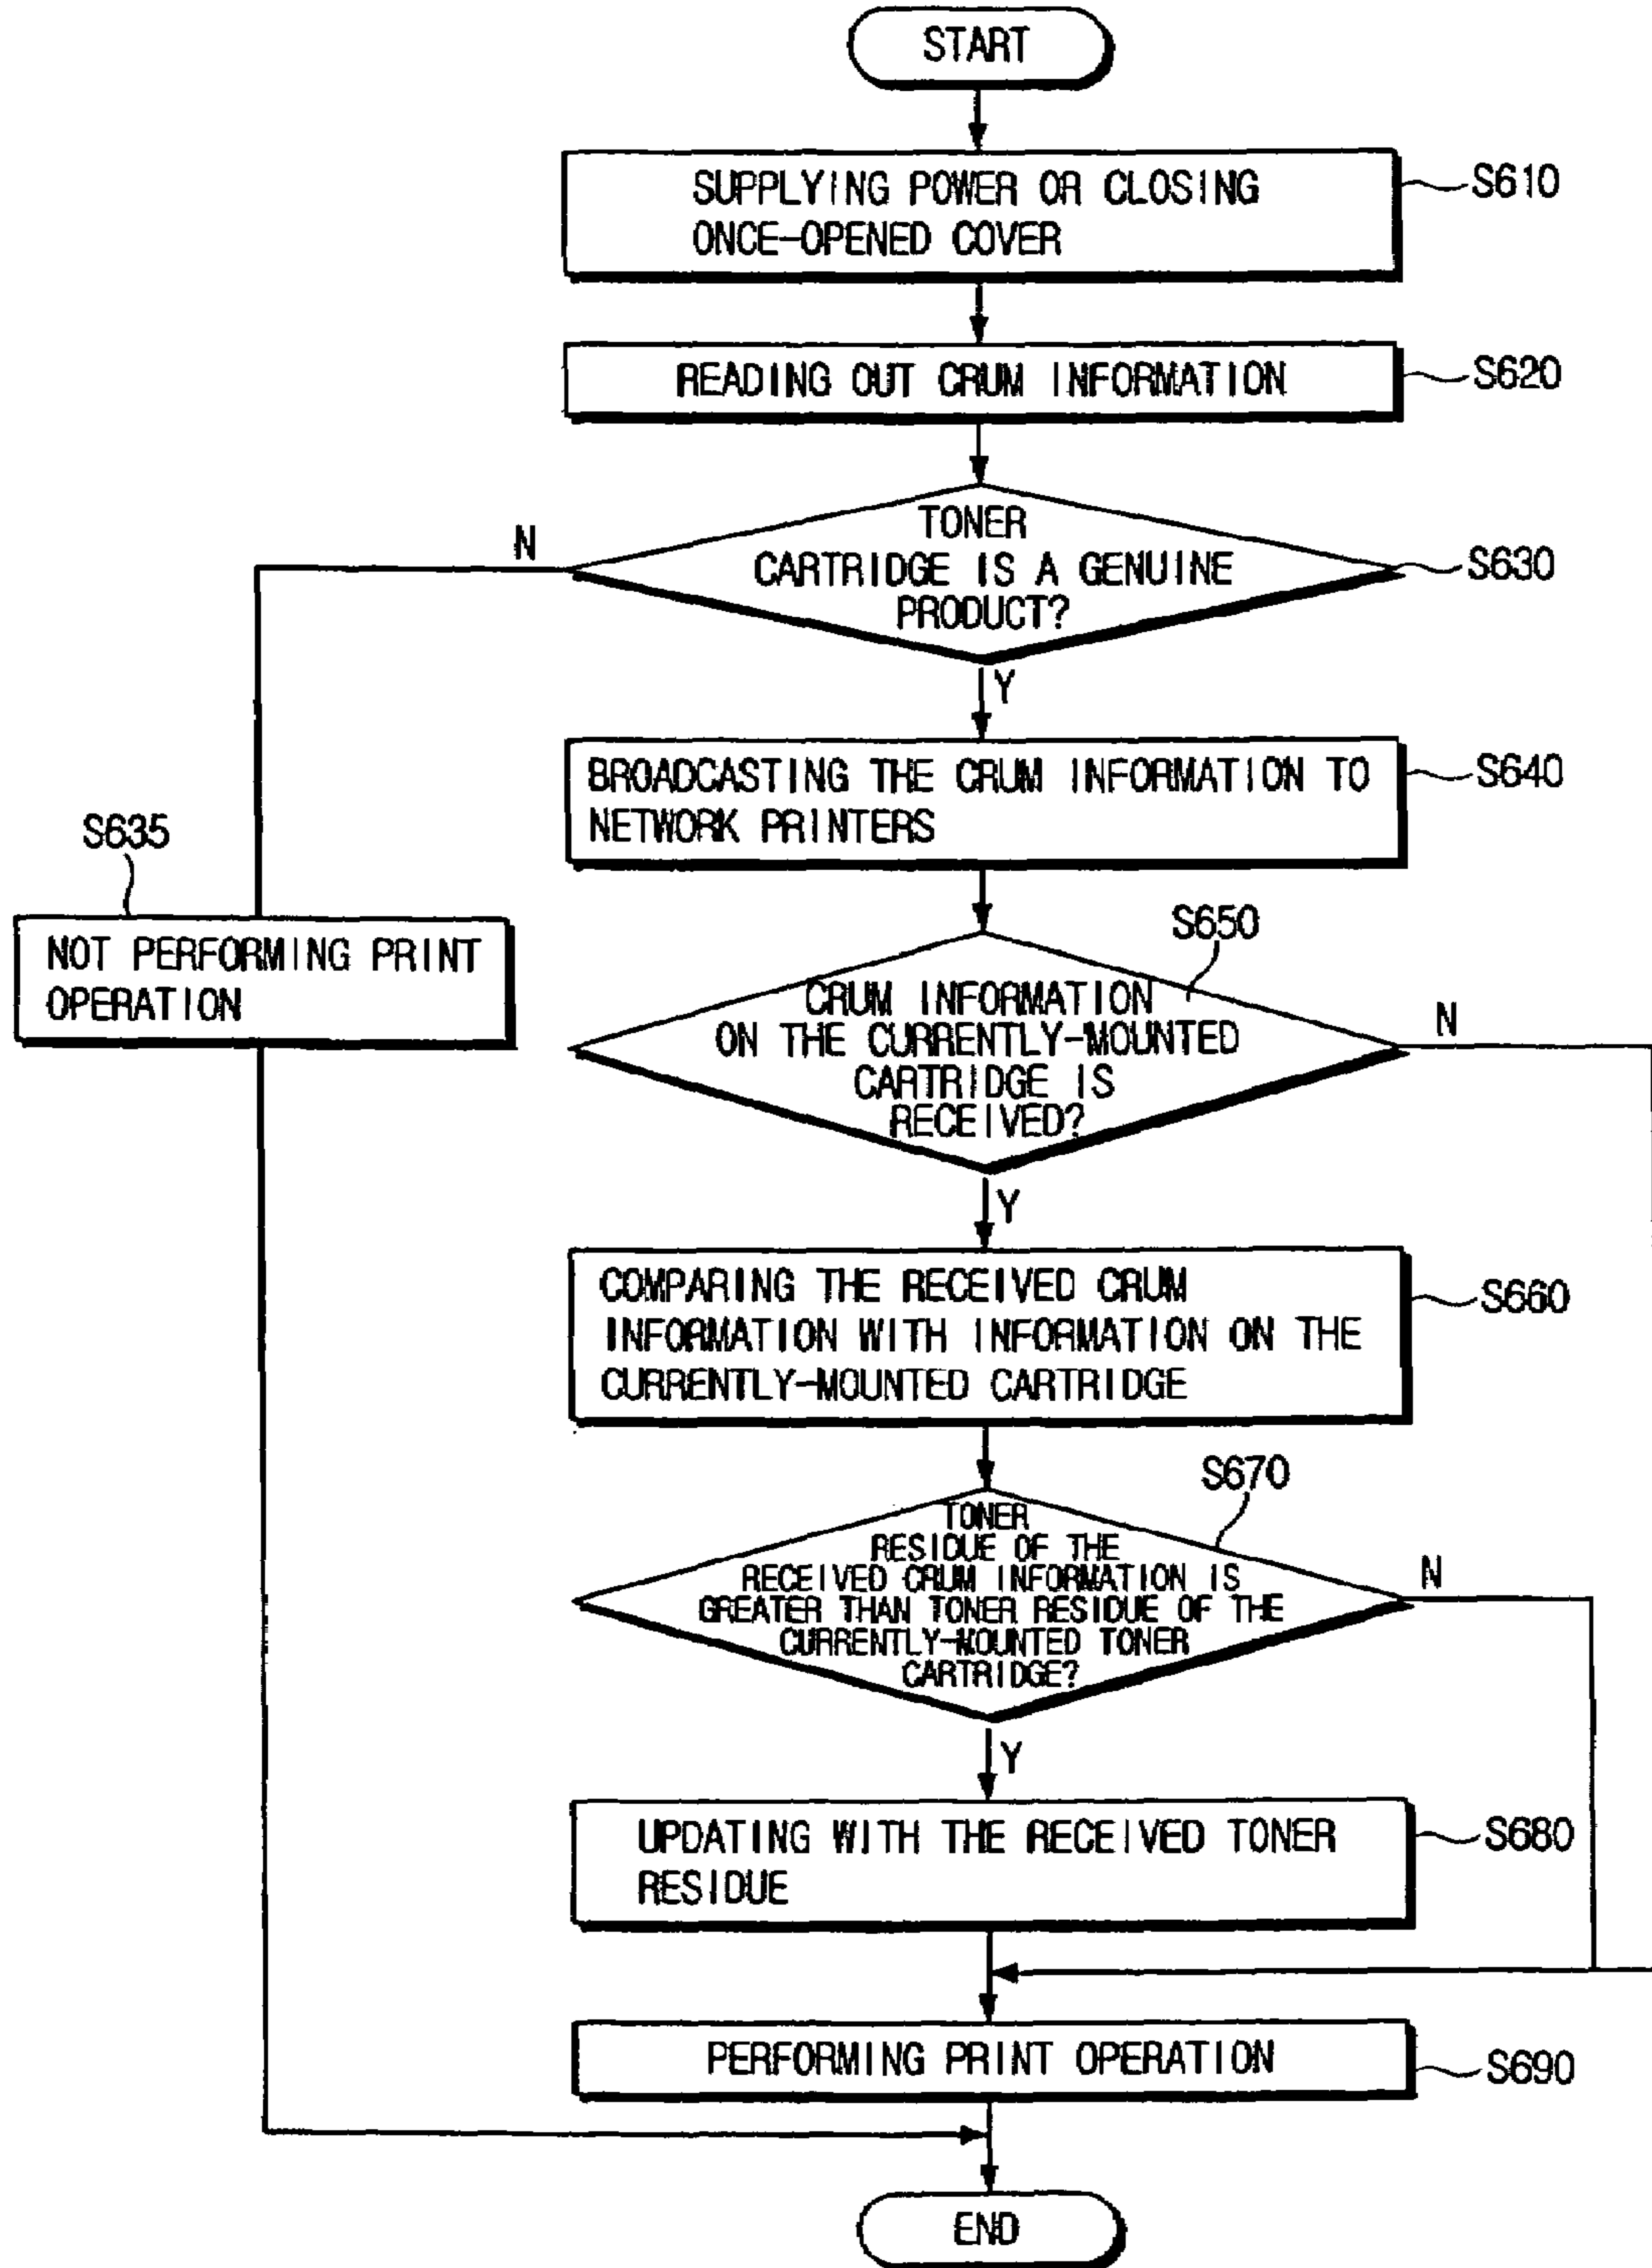 START
SUPPLYING POWER OR CLOSING
ONCE-OPENED COVER
S610
READING OUT CRUM INFORMATION
S620
TONER
CARTRIDGE IS A GENUINE
PRODUCT?
S630
N
Y
BROADCASTING THE CRUM INFORMATION TO
NETWORK PRINTERS
S640
S635
NOT PERFORMING PRINT
OPERATION
S650
CRUM INFORMATION
ON THE CURRENTLY-MOUNTED
CARTRIDGE IS
RECEIVED?
N
Y
COMPARING THE RECEIVED CRUM
INFORMATION WITH INFORMATION ON THE
CURRENTLY-MOUNTED CARTRIDGE
S660
S670
TONER
RESIDUE OF THE
RECEIVED CRUM INFORMATION IS
GREATER THAN TONER RESIDUE OF THE
CURRENTLY-MOUNTED TONER
CARTRIDGE?
N
Y
UPDATING WITH THE RECEIVED TONER
RESIDUE
S680
PERFORMING PRINT OPERATION
S690
END